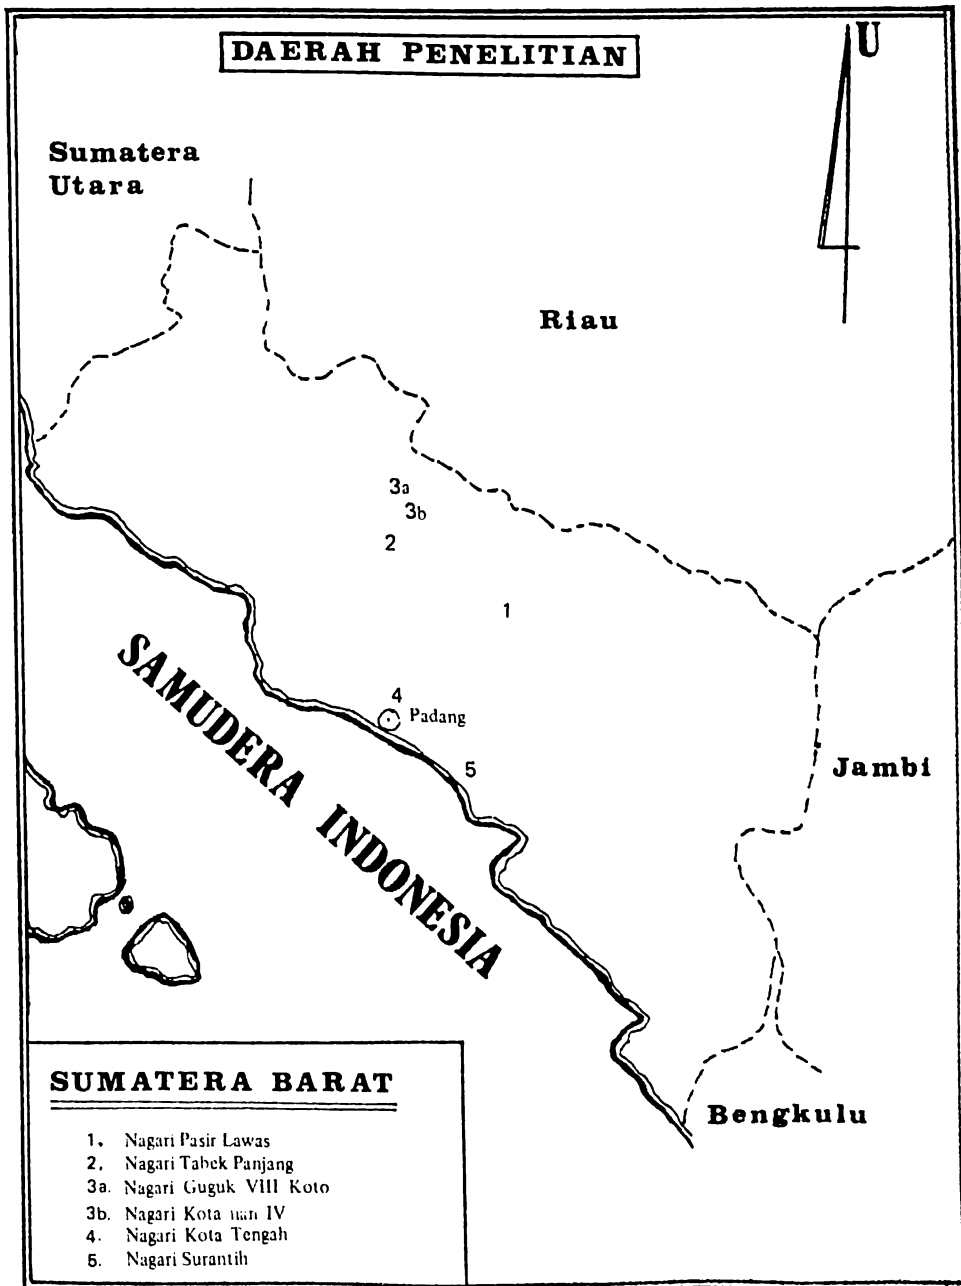 DAERAH PENELITIAN
U
Sumatera
Utara
Riau
3a
3b
2
1
4
Padang
5
SAMUDERA INDONESIA
Jambi
Bengkulu
SUMATERA BARAT
1. Nagari Pasir Lawas
2. Nagari Tabek Panjang
3a. Nagari Guguk VIII Koto
3b. Nagari Kota nan IV
4. Nagari Kota Tengah
5. Nagari Surantih